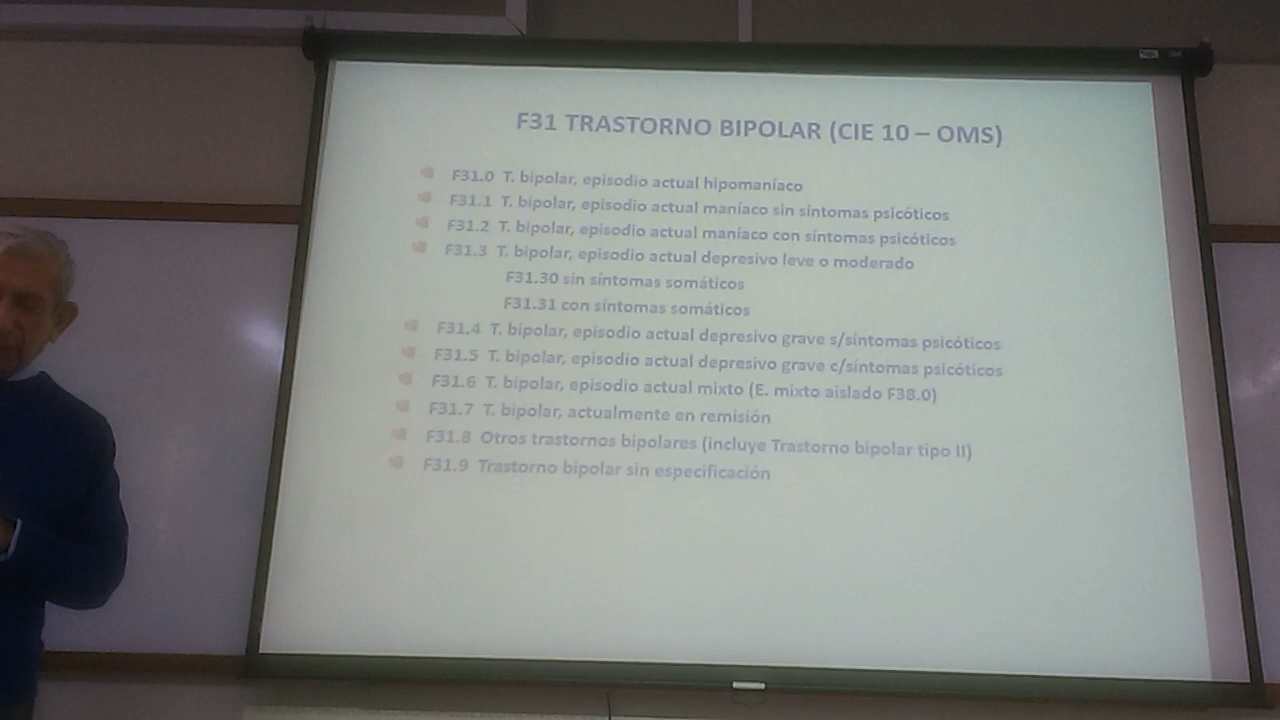 F31 TRASTORNO BIPOLAR (CIE 10 – OMS)
F31.0 T. bipolar, episodio actual hipomaníaco
F31.1 T. bipolar, episodio actual maníaco sin síntomas psicóticos
F31.2 T. bipolar, episodio actual maníaco con síntomas psicóticos
F31.3 T. bipolar, episodio actual depresivo leve o moderado
F31.30 sin síntomas somáticos
F31.31 con síntomas somáticos
F31.4 T. bipolar, episodio actual depresivo grave s/síntomas psicóticos
F31.5 T. bipolar, episodio actual depresivo grave c/síntomas psicóticos
F31.6 T. bipolar, episodio actual mixto (E. mixto aislado F38.0)
F31.7 T. bipolar, actualmente en remisión
F31.8 Otros trastornos bipolares (incluye Trastorno bipolar tipo II)
F31.9 Trastorno bipolar sin especificación